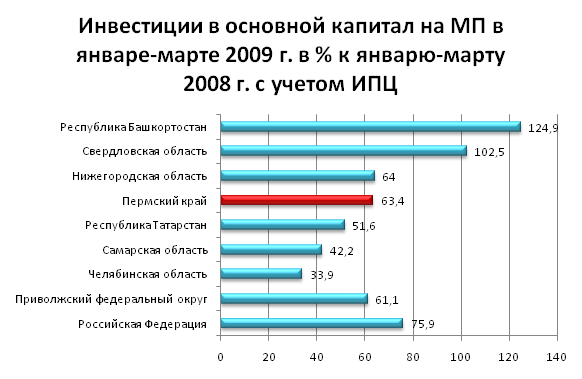 Инвестиции в основной капитал на МП в
январе-марте 2009 г. в % к январю-марту
2008 г. с учетом ИПЦ
Республика Башкортостан 124,9
Свердловская область 102,5
Нижегородская область 64
Пермский край 63,4
Республика Татарстан 51,6
Самарская область 42,2
Челябинская область 33,9
Приволжский федеральный округ 61,1
Российская Федерация 75,9
0 20 40 60 80 100 120 140